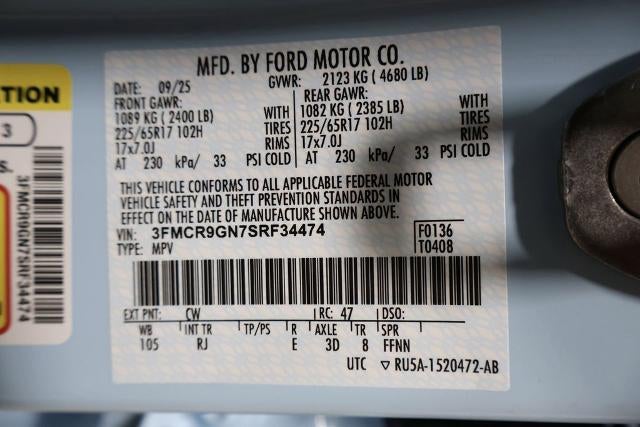 MFD. BY FORD MOTOR CO.
DATE: 09/25 GVWR: 2123 KG ( 4680 LB)
FRONT GAWR: REAR GAWR:
1089 KG ( 2400 LB) WITH 1082 KG ( 2385 LB) WITH
225/65R17 102H TIRES 225/65R17 102H TIRES
17x7.0J RIMS 17x7.0J RIMS
AT 230 kPa/ 33 PSI COLD AT 230 kPa/ 33 PSI COLD
THIS VEHICLE CONFORMS TO ALL APPLICABLE FEDERAL MOTOR
VEHICLE SAFETY AND THEFT PREVENTION STANDARDS IN
EFFECT ON THE DATE OF MANUFACTURE SHOWN ABOVE.
VIN: 3FMCR9GN7SRF34474 F0136
TYPE: MPV T0408
EXT PNT: CW RC: 47 DSO:
WB INT TR TP/PS R AXLE TR SPR
105 RJ E 3D 8 FFNN
UTC ▽ RU5A-1520472-AB
ATION
3
S.
3FMCR9GN7SRF34474